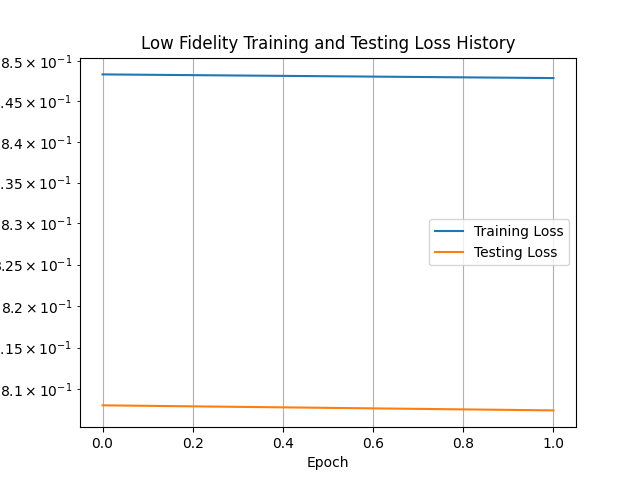 Low Fidelity Training and Testing Loss History
8.5 × 10⁻¹
.45 × 10⁻¹
8.4 × 10⁻¹
.35 × 10⁻¹
8.3 × 10⁻¹
.25 × 10⁻¹
8.2 × 10⁻¹
.15 × 10⁻¹
8.1 × 10⁻¹
Training Loss
Testing Loss
0.0 0.2 0.4 0.6 0.8 1.0
Epoch